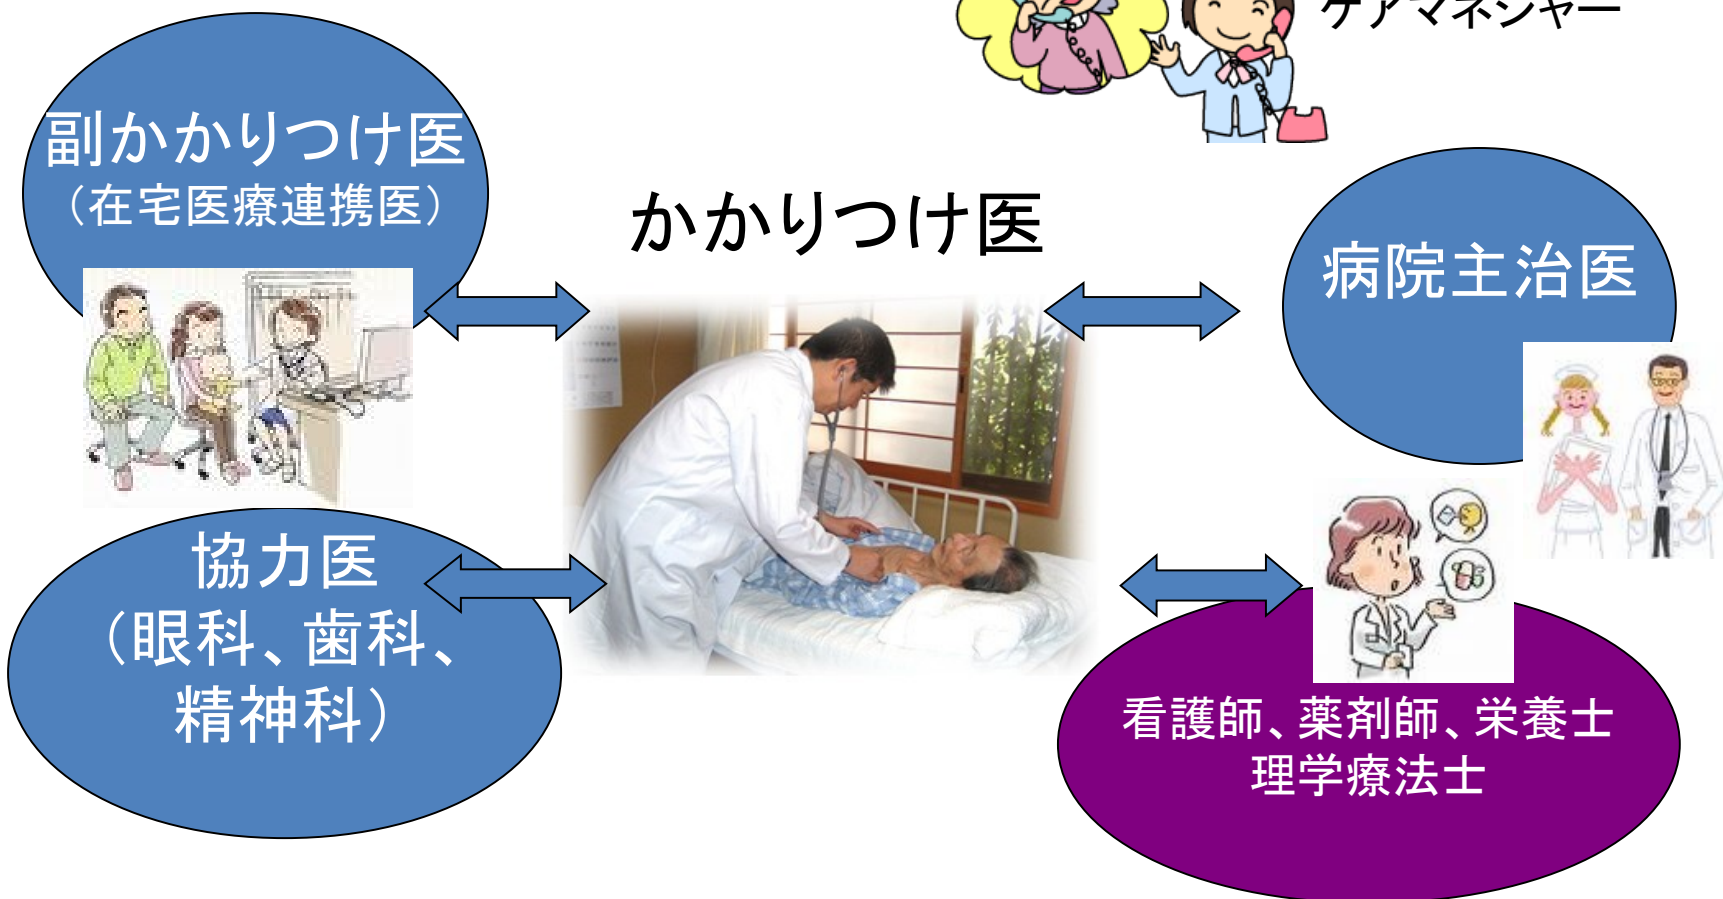 ケアマネジャー
副かかりつけ医
（在宅医療連携医）
かかりつけ医
病院主治医
協力医
（眼科、歯科、
精神科）
看護師、薬剤師、栄養士
理学療法士